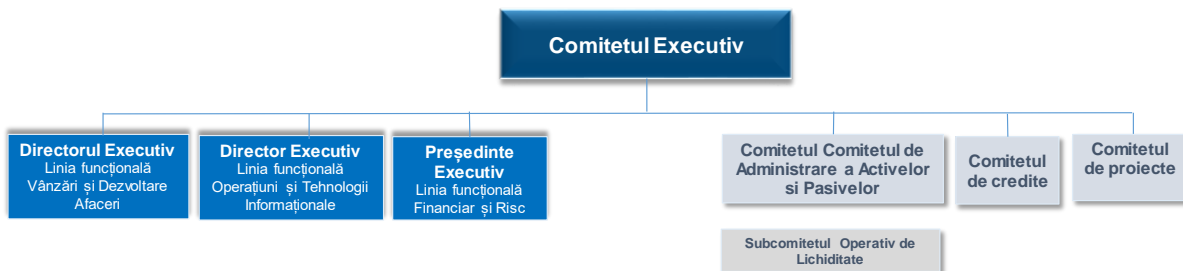 Comitetul Executiv
Directorul Executiv
Linia funcțională
Vânzări și Dezvoltare
Afaceri
Director Executiv
Linia funcțională
Operațiuni și Tehnologii
Informaționale
Președinte
Executiv
Linia funcțională
Financiar și Risc
Comitetul Comitetul de
Administrare a Activelor
si Pasivelor
Comitetul
de credite
Comitetul
de proiecte
Subcomitetul Operativ de
Lichiditate